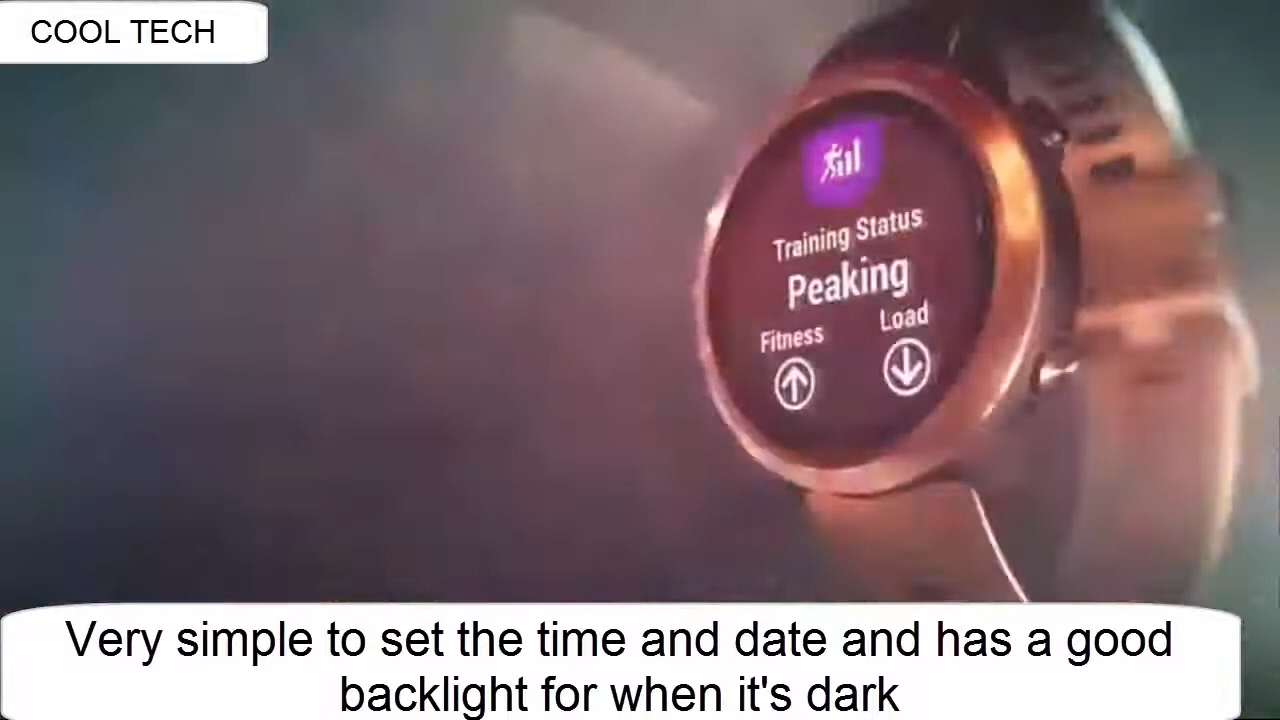 COOL TECH
Training Status
Peaking
Fitness Load
Very simple to set the time and date and has a good
backlight for when it's dark